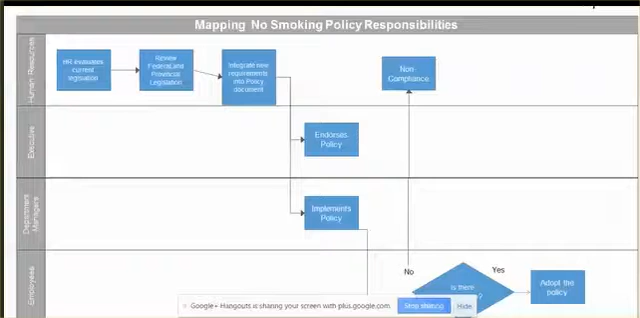 Mapping No Smoking Policy Responsibilities
Human Resources
HR evaluates
current
legislation
Review
Federal and
Provincial
Legislation
Integrate new
requirements
into Policy
document
Non-
Compliance
Executive
Endorses
Policy
Department
Managers
Implements
Policy
Employees
No
Yes
Is there
?
Adopt the
policy
Google+ Hangouts is sharing your screen with plus.google.com.
Stop sharing
Hide